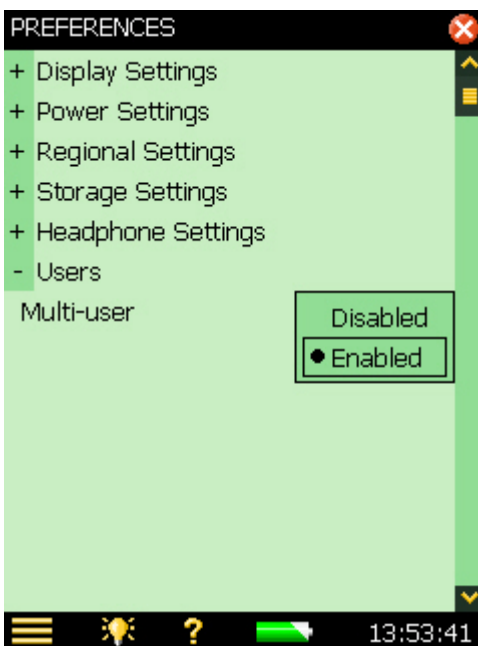 PREFERENCES
+ Display Settings
+ Power Settings
+ Regional Settings
+ Storage Settings
+ Headphone Settings
- Users
Multi-user
Disabled
Enabled
? 13:53:41